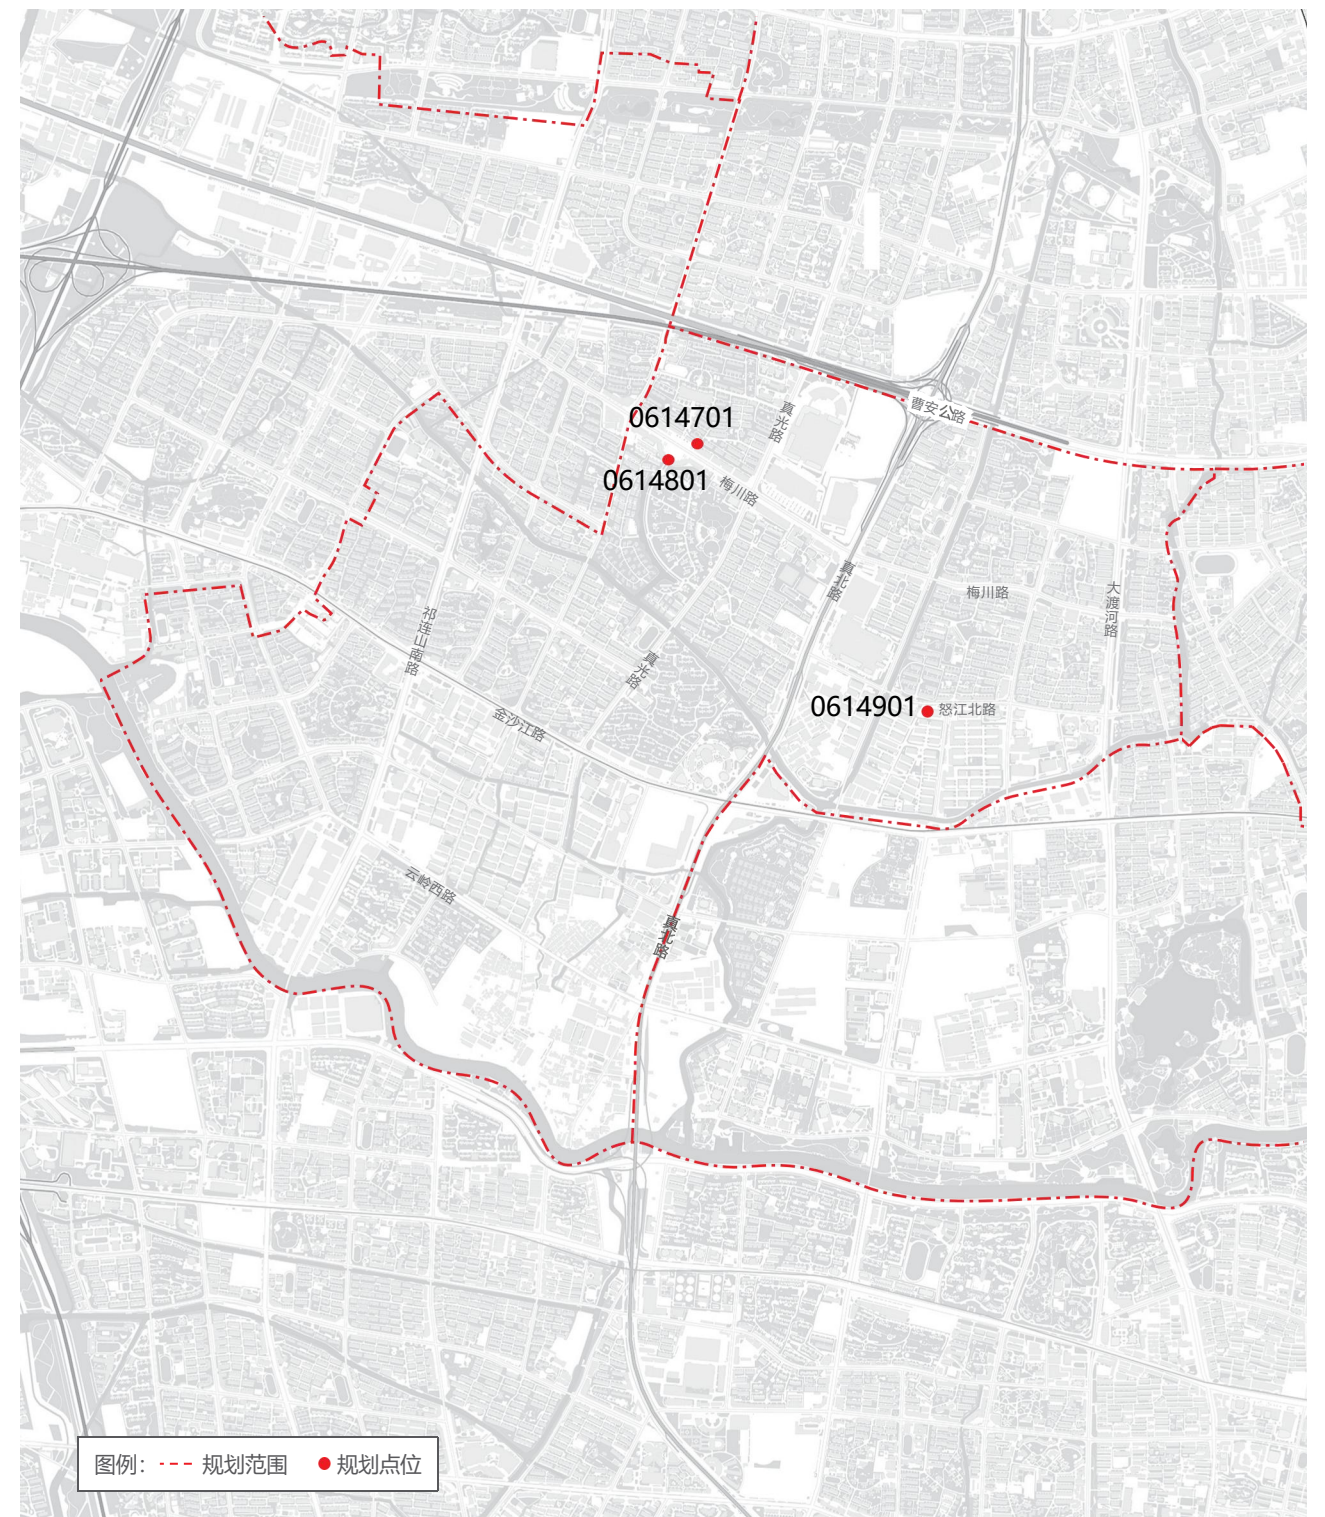 曹安公路
真光路
0614701
0614801
梅川路
真北路
梅川路
大渡河路
祁连山南路
真光路
0614901
怒江北路
金沙江路
云岭西路
真北路
图例：
规划范围
规划点位